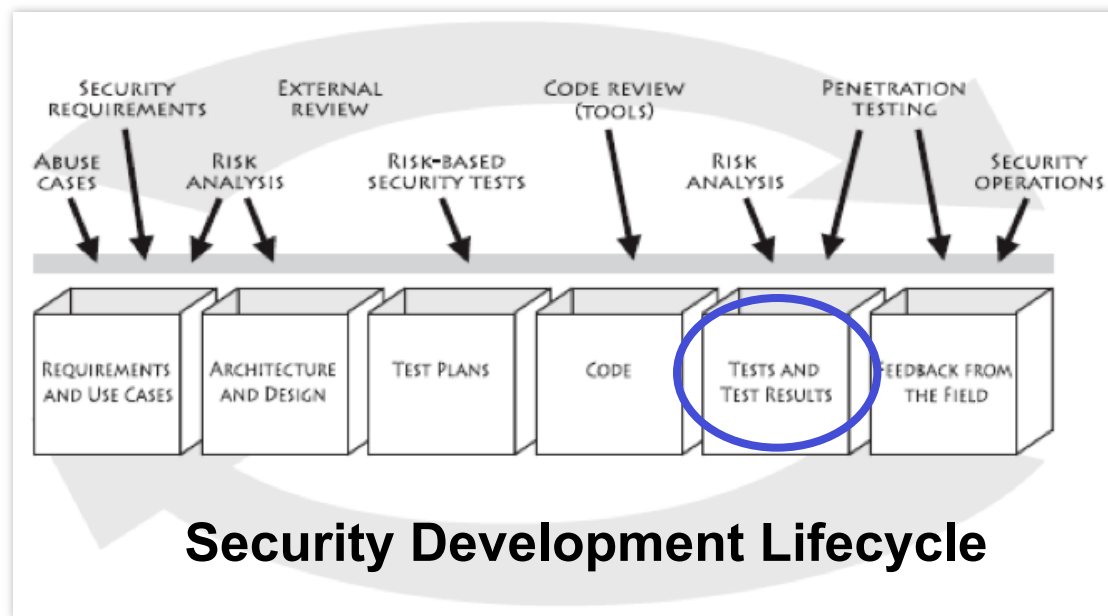 SECURITY
REQUIREMENTS
EXTERNAL
REVIEW
CODE REVIEW
(TOOLS)
PENETRATION
TESTING
ABUSE
CASES
RISK
ANALYSIS
RISK-BASED
SECURITY TESTS
RISK
ANALYSIS
SECURITY
OPERATIONS
REQUIREMENTS
AND USE CASES
ARCHITECTURE
AND DESIGN
TEST PLANS
CODE
TESTS AND
TEST RESULTS
FEEDBACK FROM
THE FIELD
Security Development Lifecycle